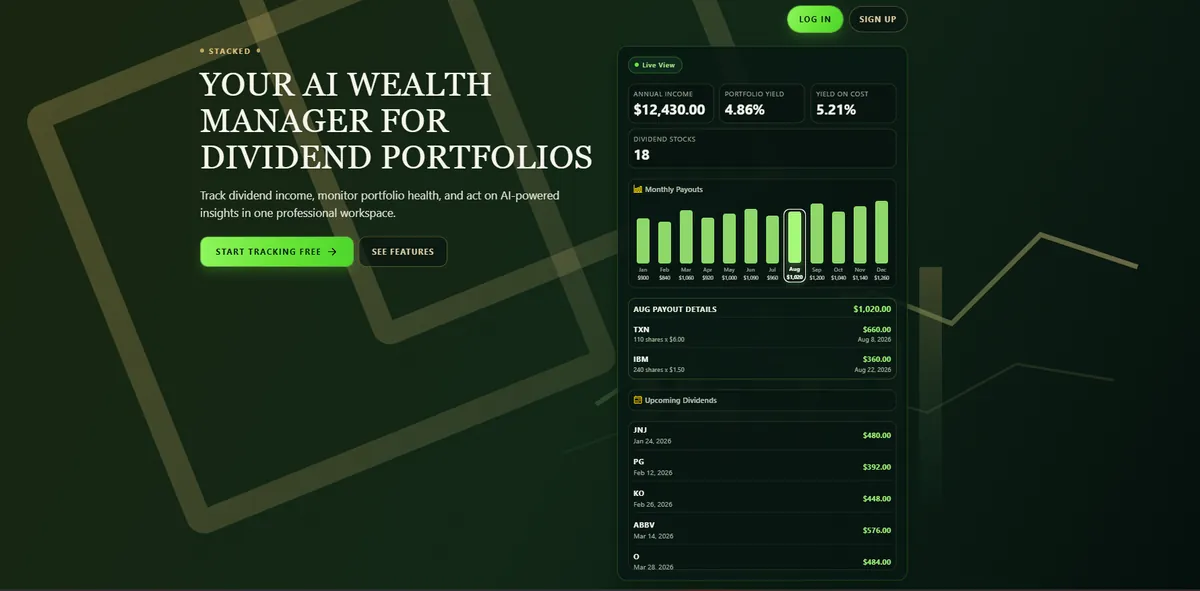 LOG IN
SIGN UP
STACKED
YOUR AI WEALTH
MANAGER FOR
DIVIDEND PORTFOLIOS
Track dividend income, monitor portfolio health, and act on AI-powered
insights in one professional workspace.
START TRACKING FREE →
SEE FEATURES
Live View
ANNUAL INCOME
$12,430.00
PORTFOLIO YIELD
4.86%
YIELD ON COST
5.21%
DIVIDEND STOCKS
18
Monthly Payouts
Jan Feb Mar Apr May Jun Jul Aug Sep Oct Nov Dec
$900 $840 $1,060 $920 $1,000 $1,090 $960 $1,020 $1,200 $1,040 $1,140 $1,260
AUG PAYOUT DETAILS $1,020.00
TXN $660.00
110 shares x $6.00 Aug 8, 2026
IBM $360.00
240 shares x $1.50 Aug 22, 2026
Upcoming Dividends
JNJ
Jan 24, 2026
$480.00
PG
Feb 12, 2026
$392.00
KO
Feb 26, 2026
$448.00
ABBV
Mar 14, 2026
$576.00
O
Mar 28, 2026
$484.00